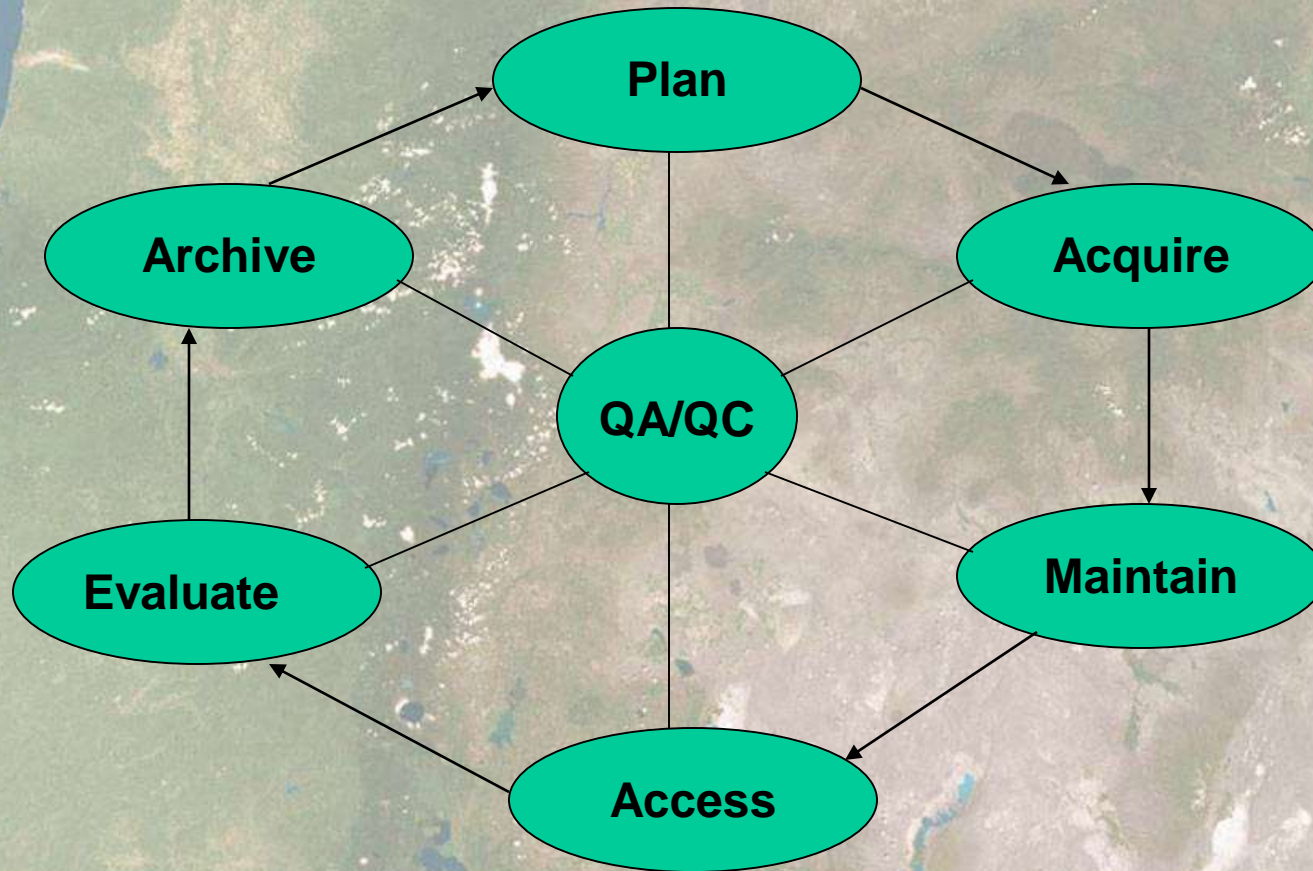 Plan
Archive
Acquire
QA/QC
Evaluate
Maintain
Access